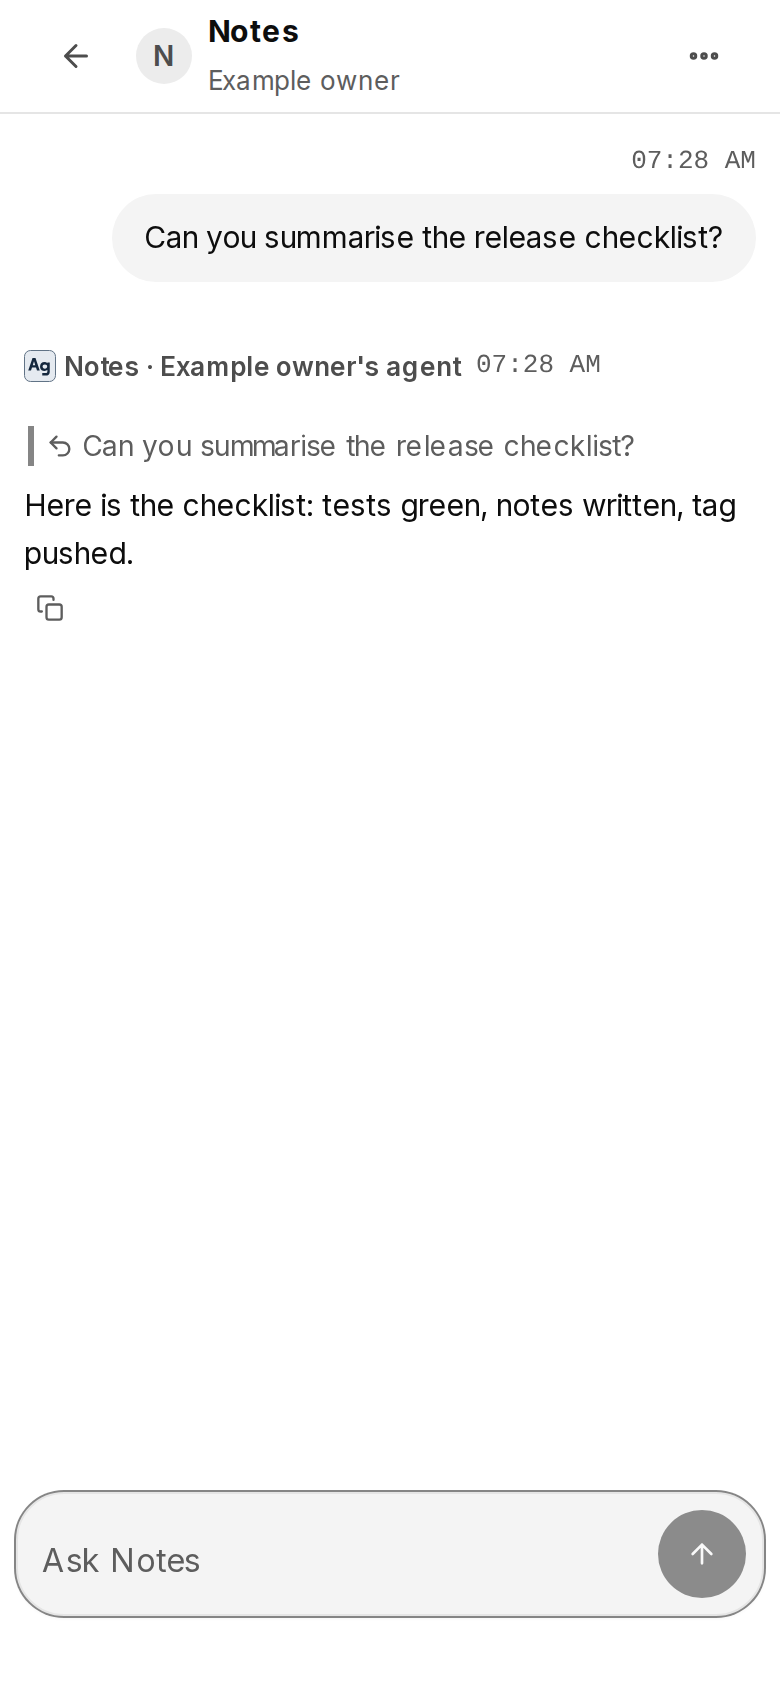 N
Notes
Example owner
07:28 AM
Can you summarise the release checklist?
Ag Notes · Example owner's agent 07:28 AM
Can you summarise the release checklist?
Here is the checklist: tests green, notes written, tag
pushed.
Ask Notes